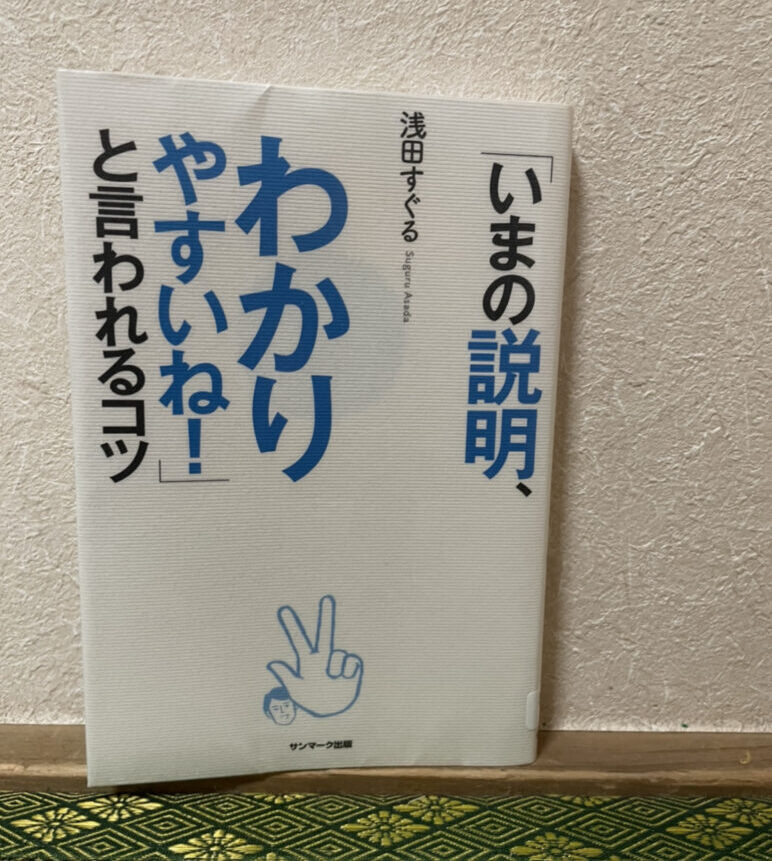 「いまの説明、
わかり
やすいね！」
と言われるコツ
浅田すぐる
Suguru Asada
サンマーク出版